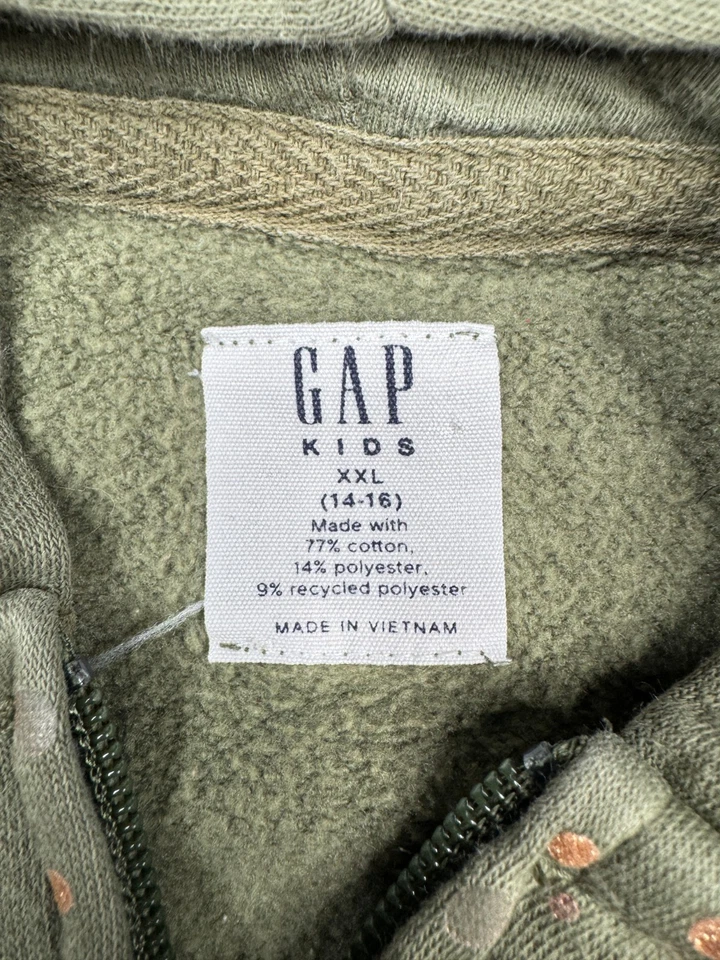 GAP
KIDS
XXL
(14-16)
Made with
77% cotton,
14% polyester,
9% recycled polyester
MADE IN VIETNAM